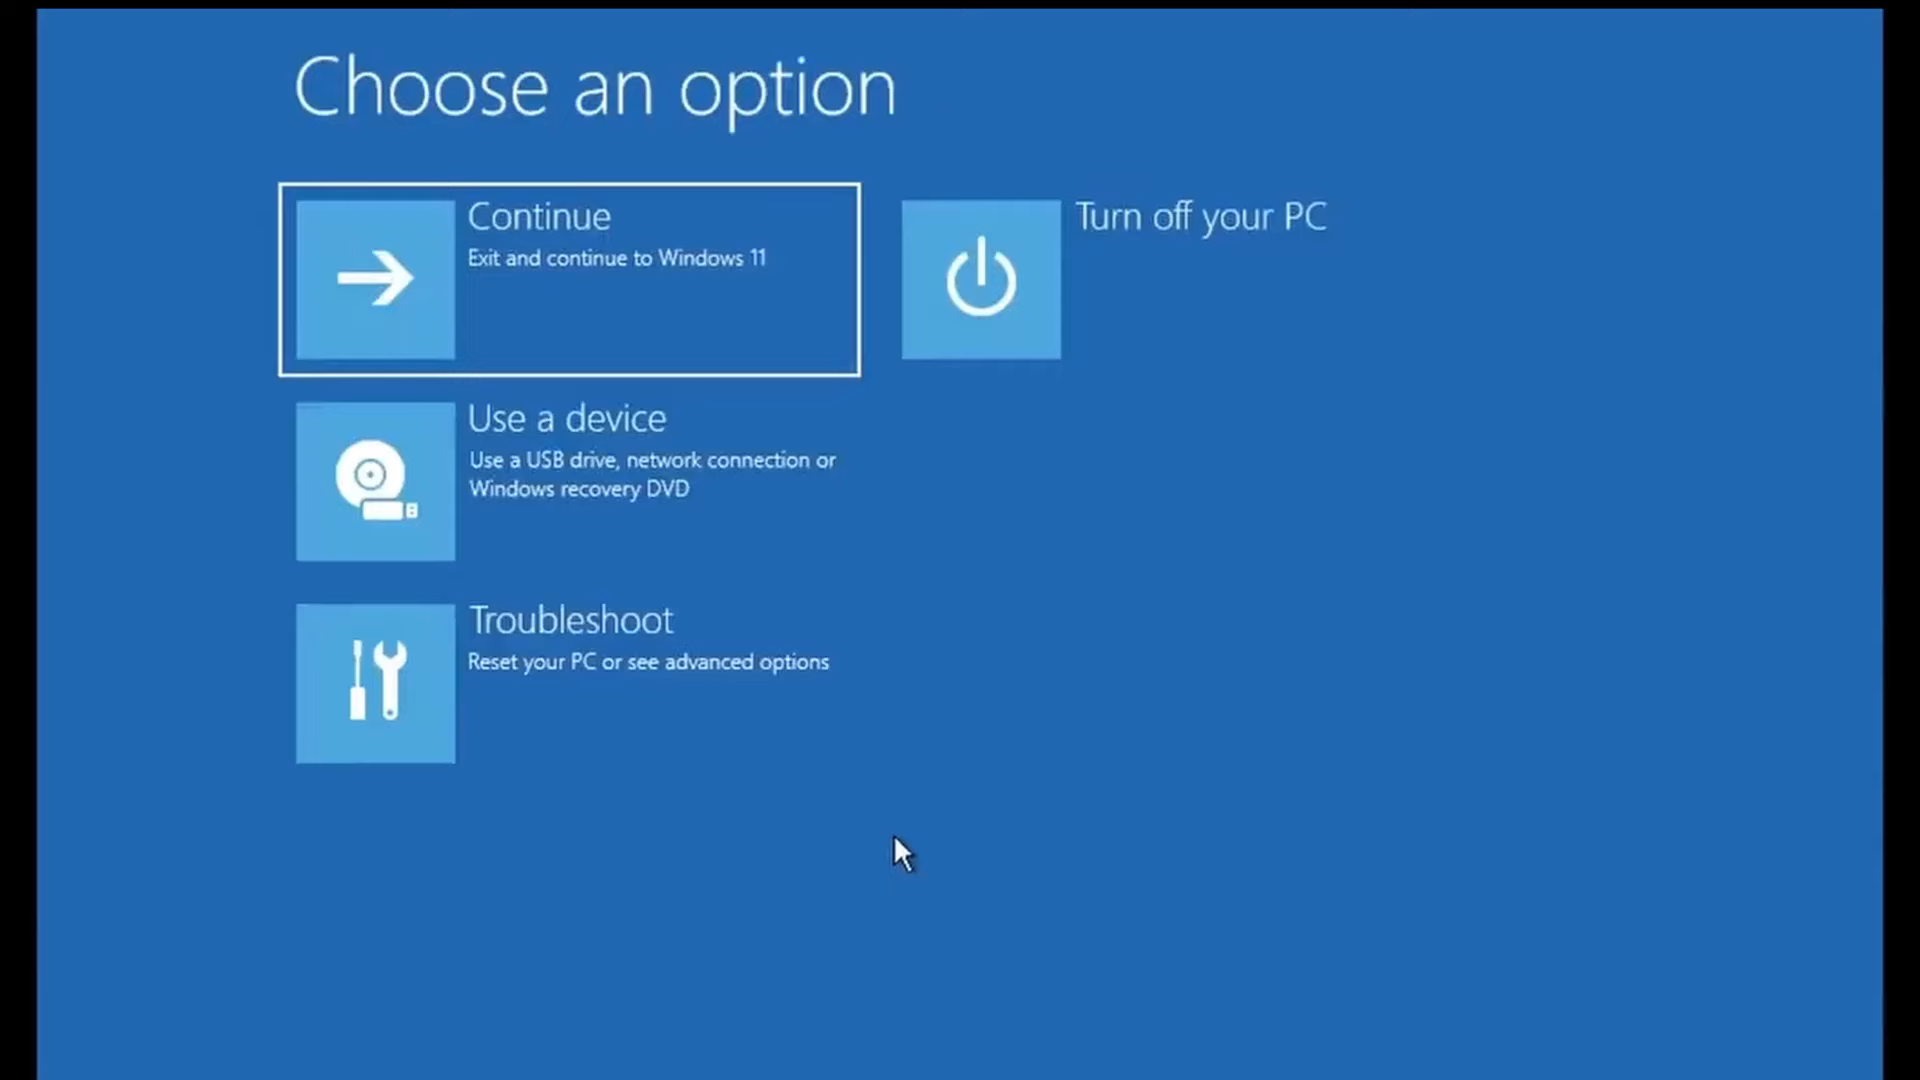 Choose an option
Continue
Exit and continue to Windows 11
Turn off your PC
Use a device
Use a USB drive, network connection or
Windows recovery DVD
Troubleshoot
Reset your PC or see advanced options